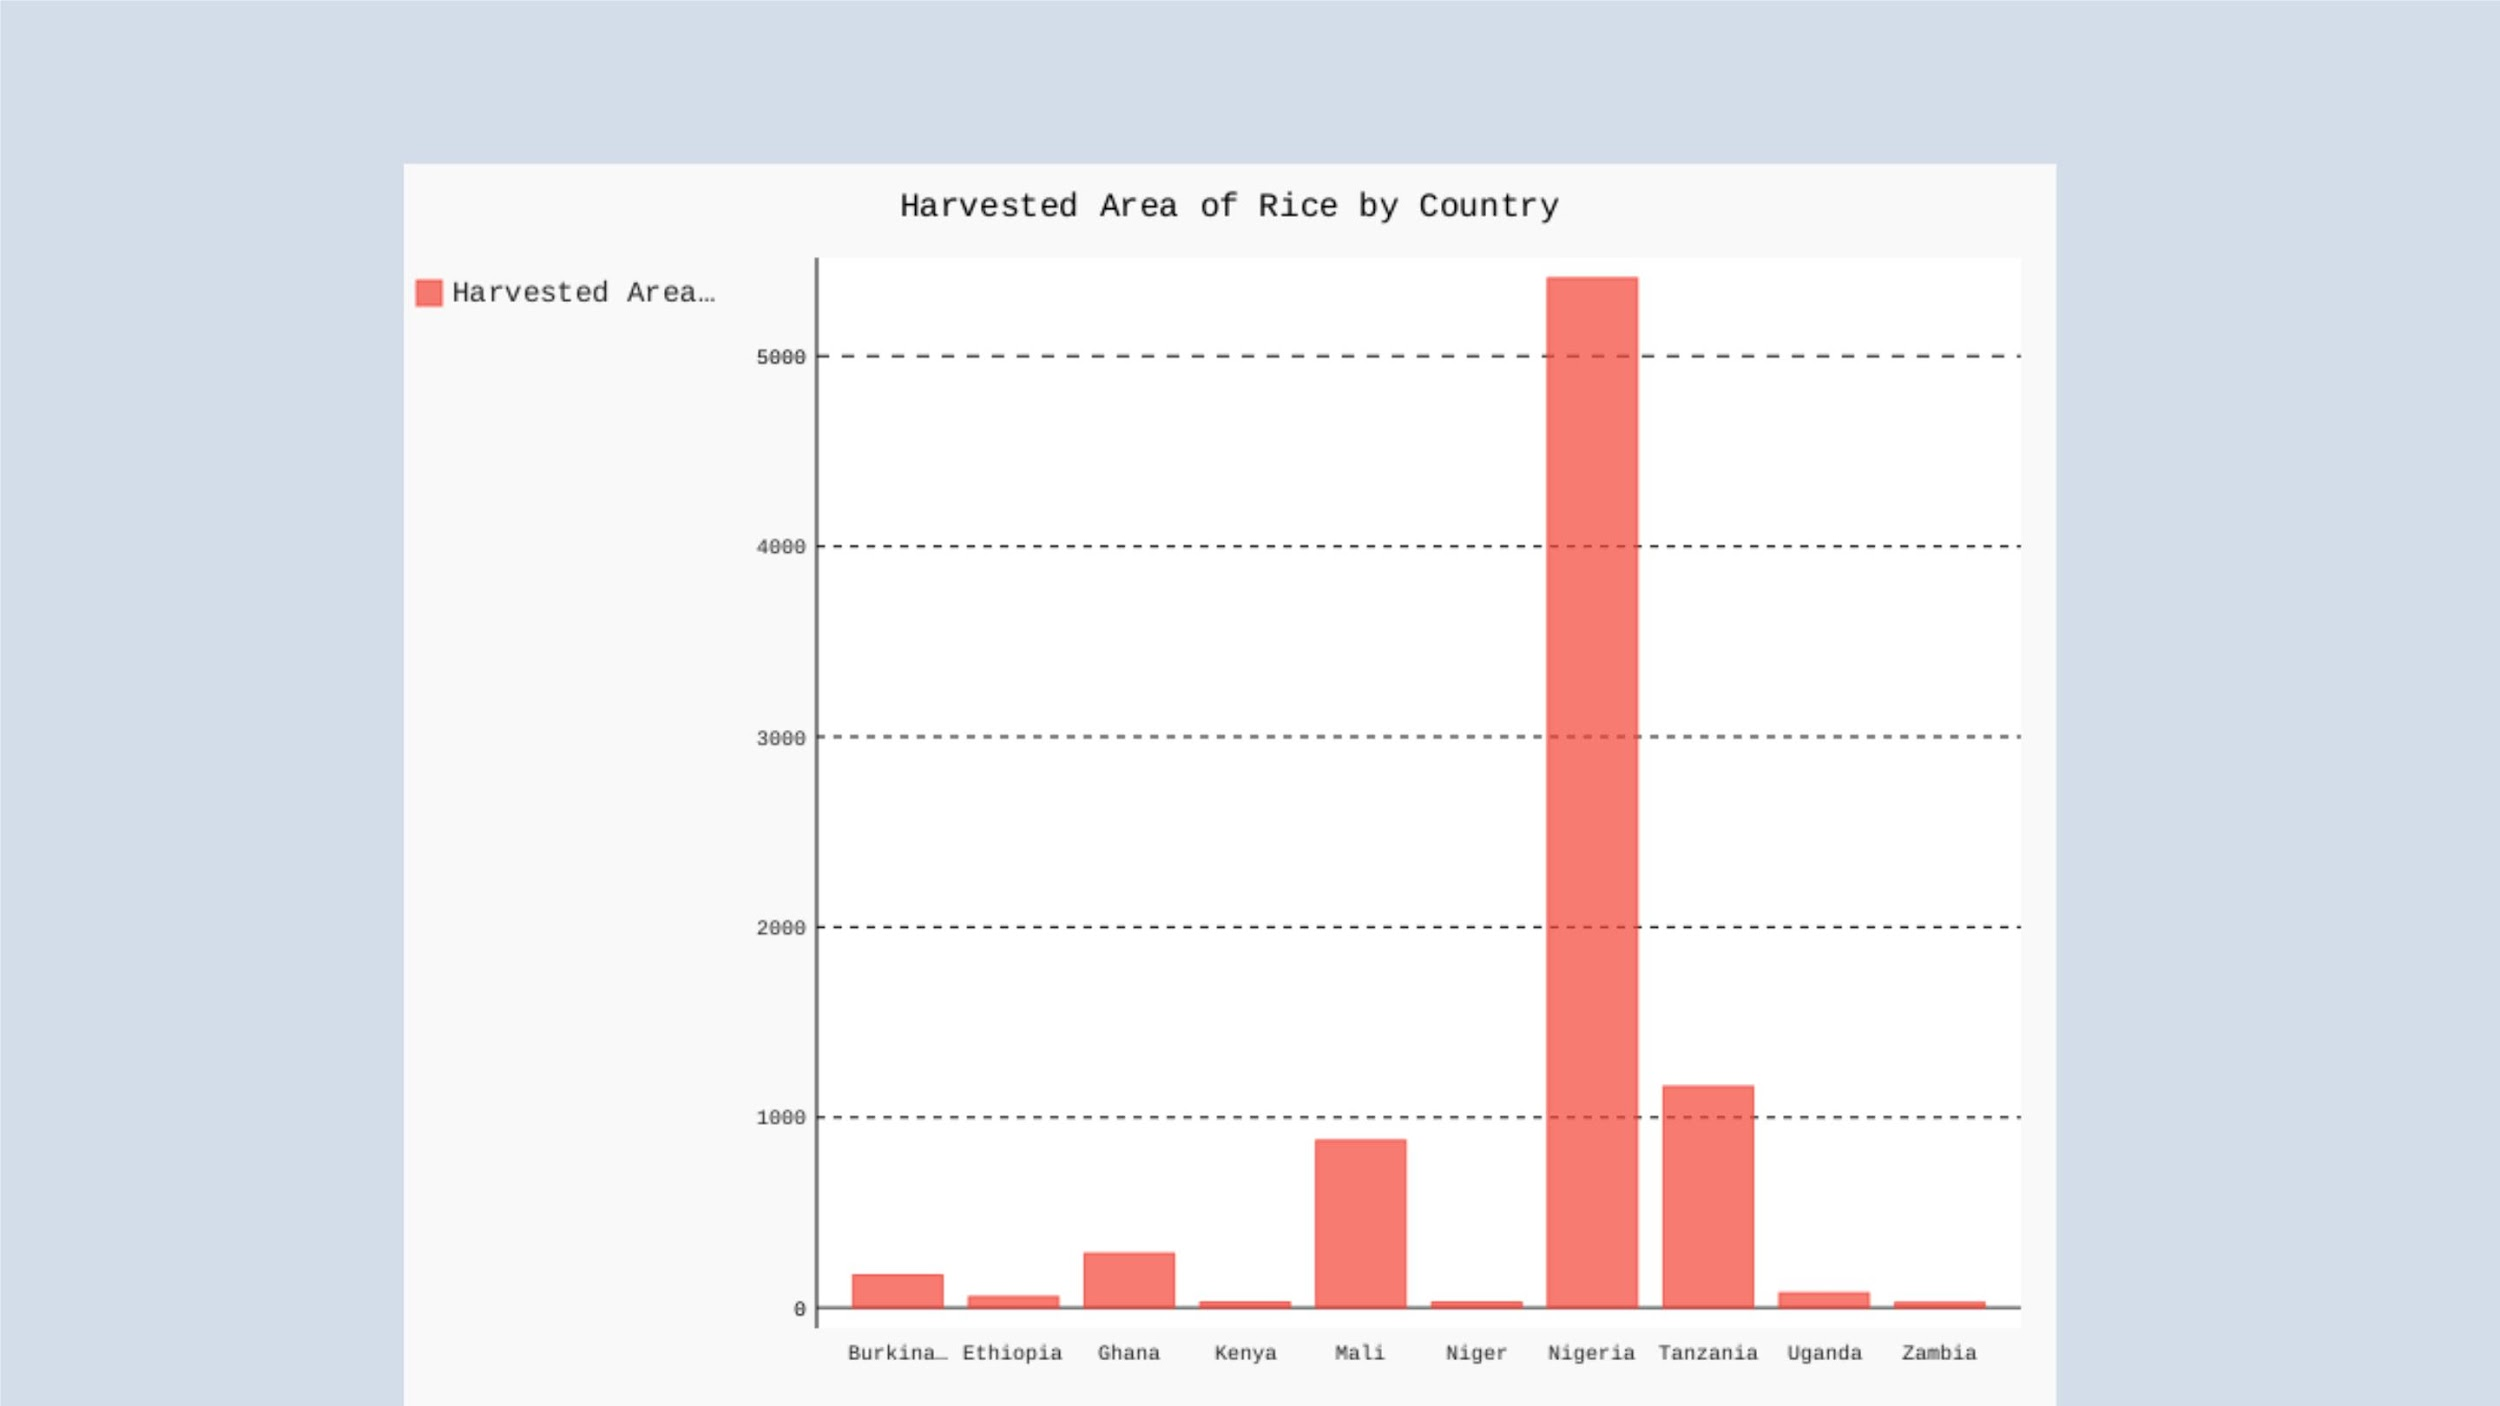 Harvested Area of Rice by Country
Harvested Area…
5000
4000
3000
2000
1000
0
Burkina… Ethiopia Ghana Kenya Mali Niger Nigeria Tanzania Uganda Zambia